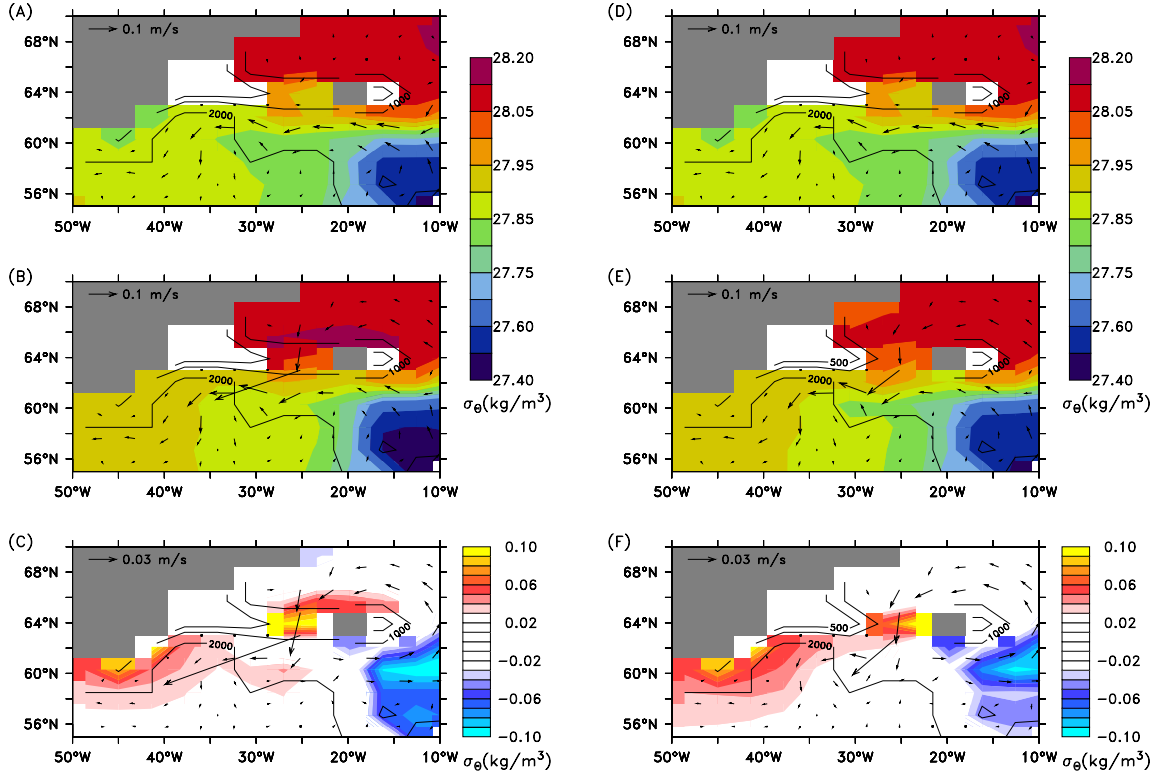 (A)
0.1 m/s
68°N
64°N
60°N
56°N
2000
1000
50°W 40°W 30°W 20°W 10°W
28.20
28.05
27.95
27.85
27.75
27.60
27.40
σθ(kg/m³)
(D)
0.1 m/s
68°N
64°N
60°N
56°N
2000
1000
50°W 40°W 30°W 20°W 10°W
28.20
28.05
27.95
27.85
27.75
27.60
27.40
σθ(kg/m³)
(B)
0.1 m/s
68°N
64°N
60°N
56°N
2000
1000
50°W 40°W 30°W 20°W 10°W
(E)
0.1 m/s
68°N
64°N
60°N
56°N
500
2000
1000
50°W 40°W 30°W 20°W 10°W
(C)
0.03 m/s
68°N
64°N
60°N
56°N
2000
1000
50°W 40°W 30°W 20°W 10°W
0.10
0.06
0.02
−0.02
−0.06
−0.10
σθ(kg/m³)
(F)
0.03 m/s
68°N
64°N
60°N
56°N
500
2000
1000
50°W 40°W 30°W 20°W 10°W
0.10
0.06
0.02
−0.02
−0.06
−0.10
σθ(kg/m³)